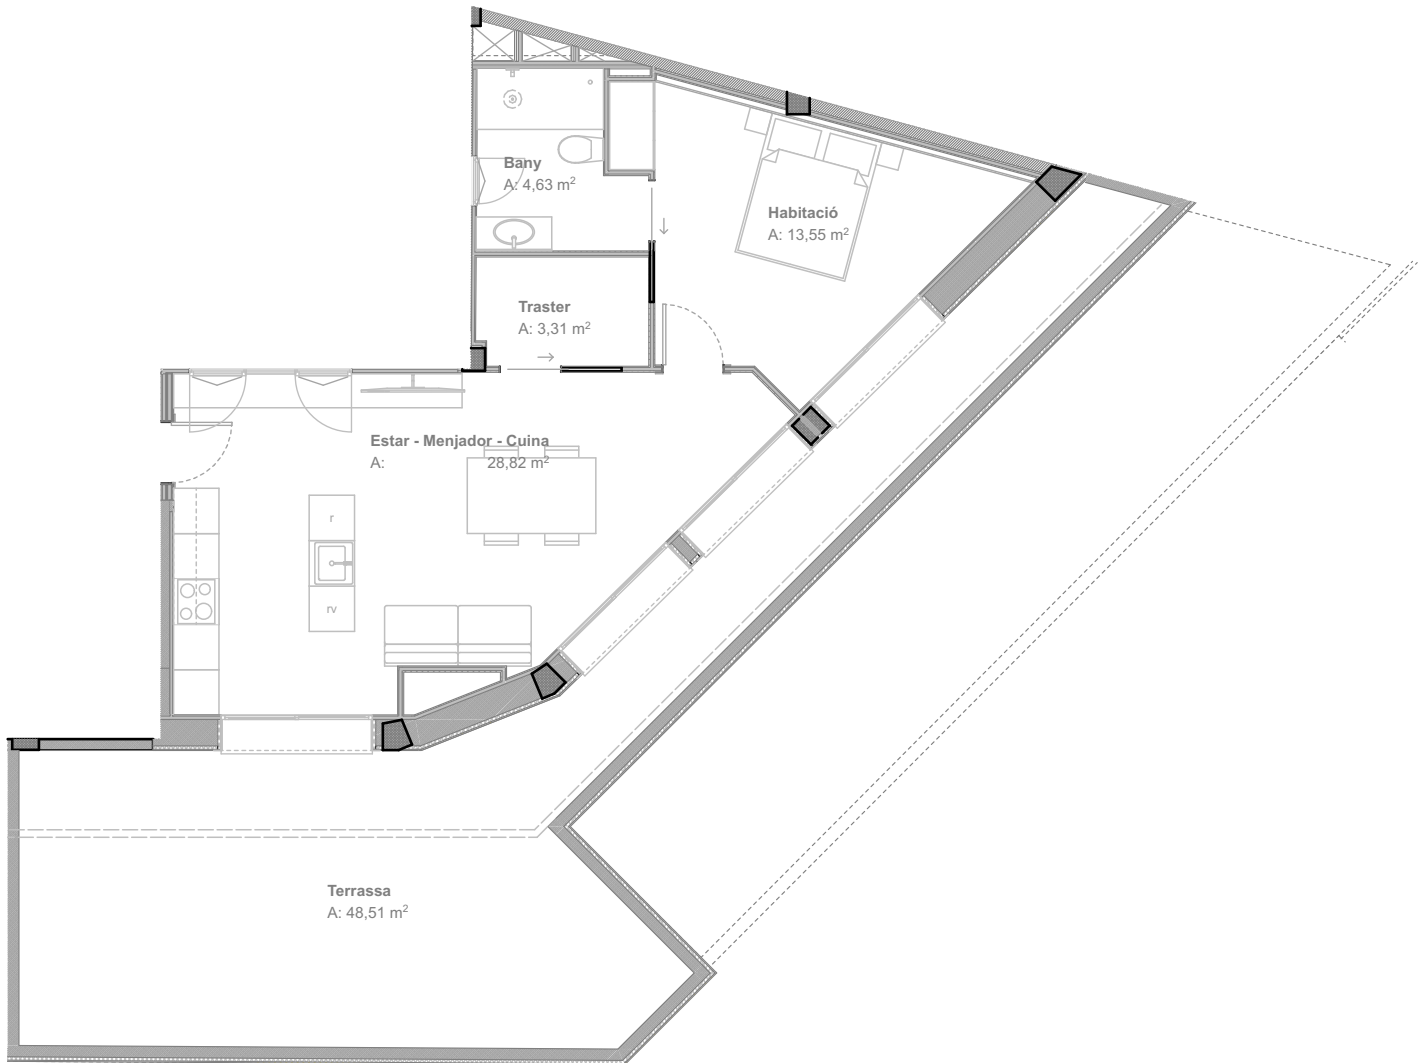 Bany
A: 4,63 m²
Habitació
A: 13,55 m²
Traster
A: 3,31 m²
Estar - Menjador - Cuina
A: 28,82 m²
r
rv
Terrassa
A: 48,51 m²